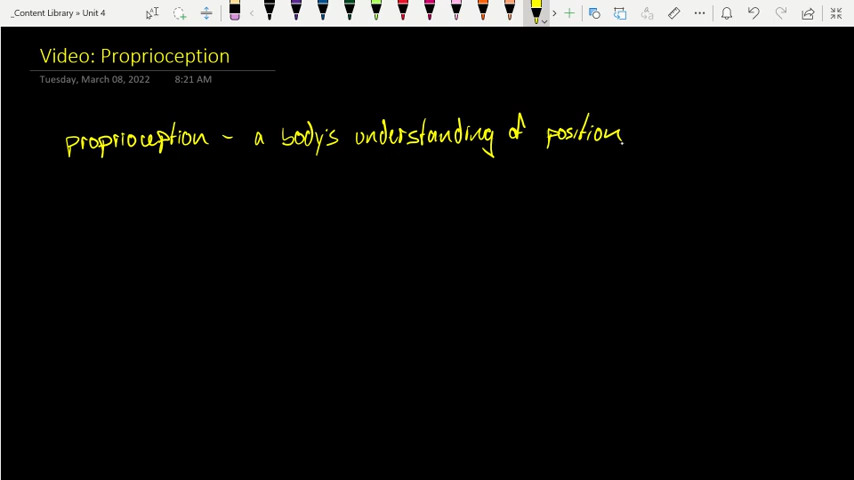 _Content Library » Unit 4
Video: Proprioception
Tuesday, March 08, 2022 8:21 AM
proprioception - a body's understanding of position